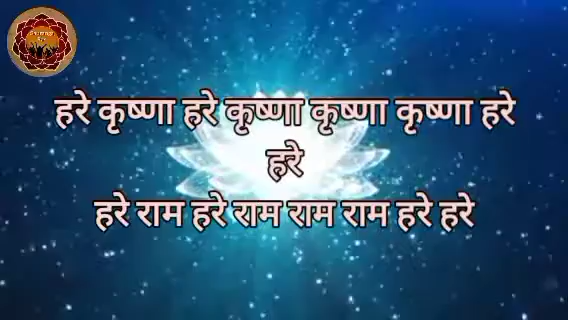 हरे कृष्णा हरे कृष्णा कृष्णा कृष्णा हरे
हरे
हरे राम हरे राम राम राम हरे हरे